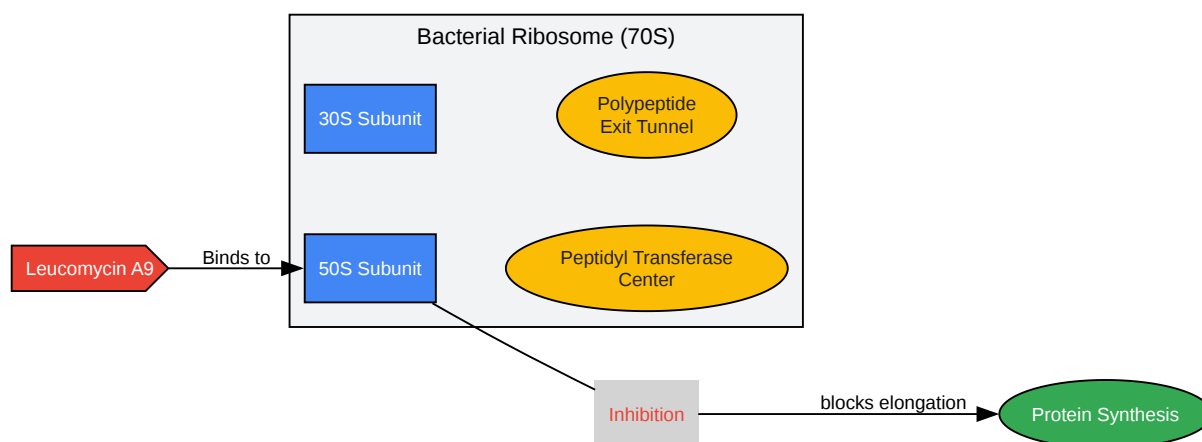 Bacterial Ribosome (70S)
30S Subunit
Polypeptide
Exit Tunnel
Leucomycin A9
Binds to
50S Subunit
Peptidyl Transferase
Center
Inhibition
blocks elongation
Protein Synthesis